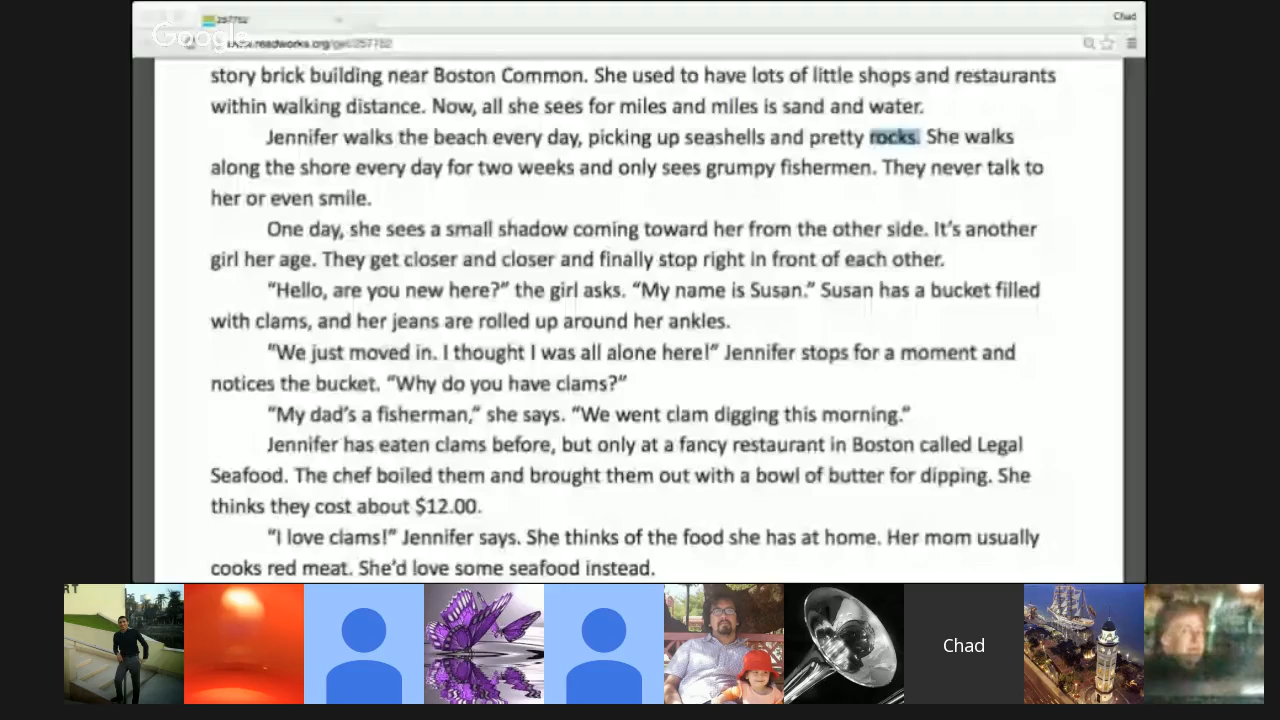 257782
Chad
Google
www.readworks.org/get/257782
story brick building near Boston Common. She used to have lots of little shops and restaurants
within walking distance. Now, all she sees for miles and miles is sand and water.
Jennifer walks the beach every day, picking up seashells and pretty rocks. She walks
along the shore every day for two weeks and only sees grumpy fishermen. They never talk to
her or even smile.
One day, she sees a small shadow coming toward her from the other side. It’s another
girl her age. They get closer and closer and finally stop right in front of each other.
“Hello, are you new here?” the girl asks. “My name is Susan.” Susan has a bucket filled
with clams, and her jeans are rolled up around her ankles.
“We just moved in. I thought I was all alone here!” Jennifer stops for a moment and
notices the bucket. “Why do you have clams?”
“My dad’s a fisherman,” she says. “We went clam digging this morning.”
Jennifer has eaten clams before, but only at a fancy restaurant in Boston called Legal
Seafood. The chef boiled them and brought them out with a bowl of butter for dipping. She
thinks they cost about $12.00.
“I love clams!” Jennifer says. She thinks of the food she has at home. Her mom usually
cooks red meat. She’d love some seafood instead.
RT
Chad